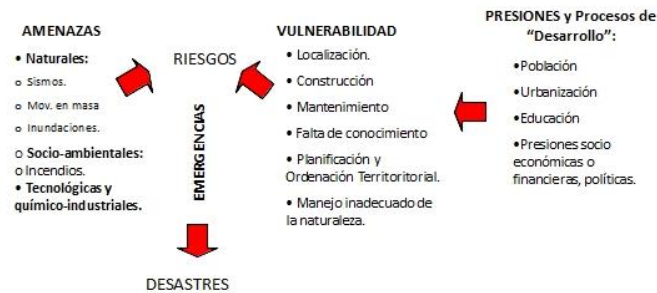 AMENAZAS
• Naturales:
o Sismos.
o Mov. en masa
o Inundaciones.
o Socio-ambientales:
o Incendios.
• Tecnológicas y
químico-industriales.
RIESGOS
EMERGENCIAS
DESASTRES
VULNERABILIDAD
• Localización.
• Construcción
• Mantenimiento
• Falta de conocimiento
• Planificación y
Ordenación Territoritorial.
• Manejo inadecuado de
la naturaleza.
PRESIONES y Procesos de
“Desarrollo”:
•Población
•Urbanización
•Educación
•Presiones socio
económicas o
financieras, políticas.